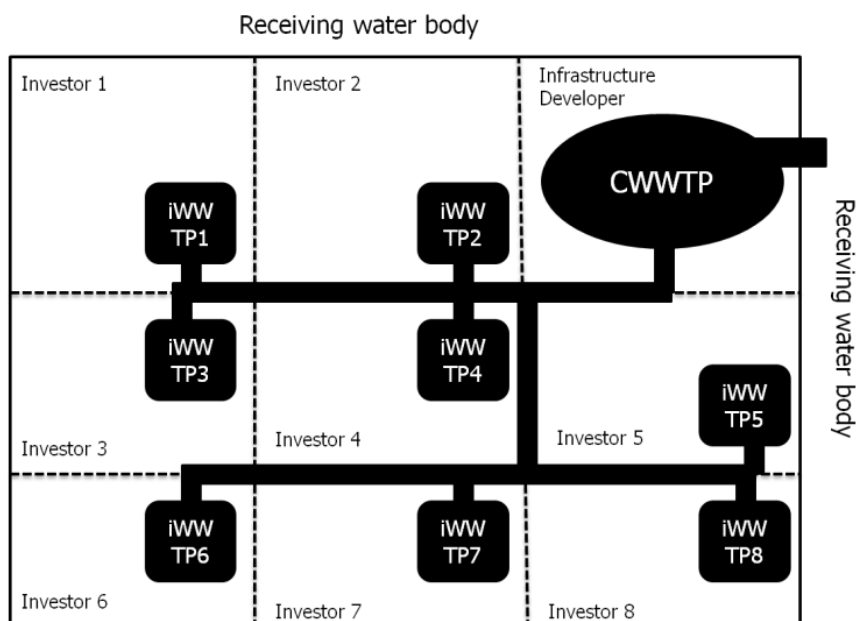 Receiving water body
Investor 1
Investor 2
Infrastructure
Developer
CWWTP
iWW
TP1
iWW
TP2
Receiving water body
iWW
TP3
iWW
TP4
iWW
TP5
Investor 3
Investor 4
Investor 5
iWW
TP6
iWW
TP7
iWW
TP8
Investor 6
Investor 7
Investor 8